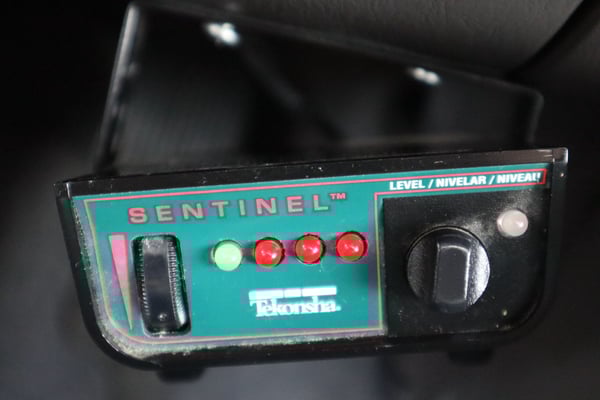 SENTINEL™
LEVEL / NIVELAR / NIVEAU
Tekonsha®